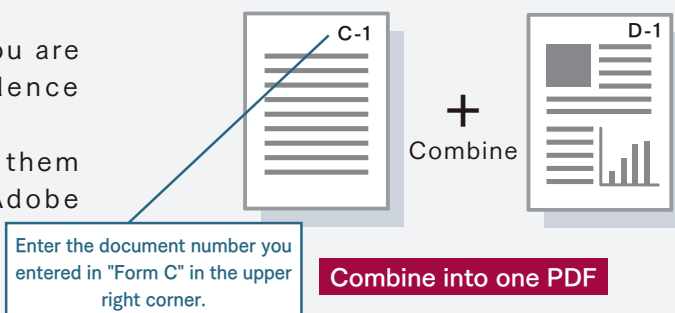 ou are
lence
them
Adobe
C-1
+
Combine
D-1
Enter the document number you
entered in "Form C" in the upper
right corner.
Combine into one PDF